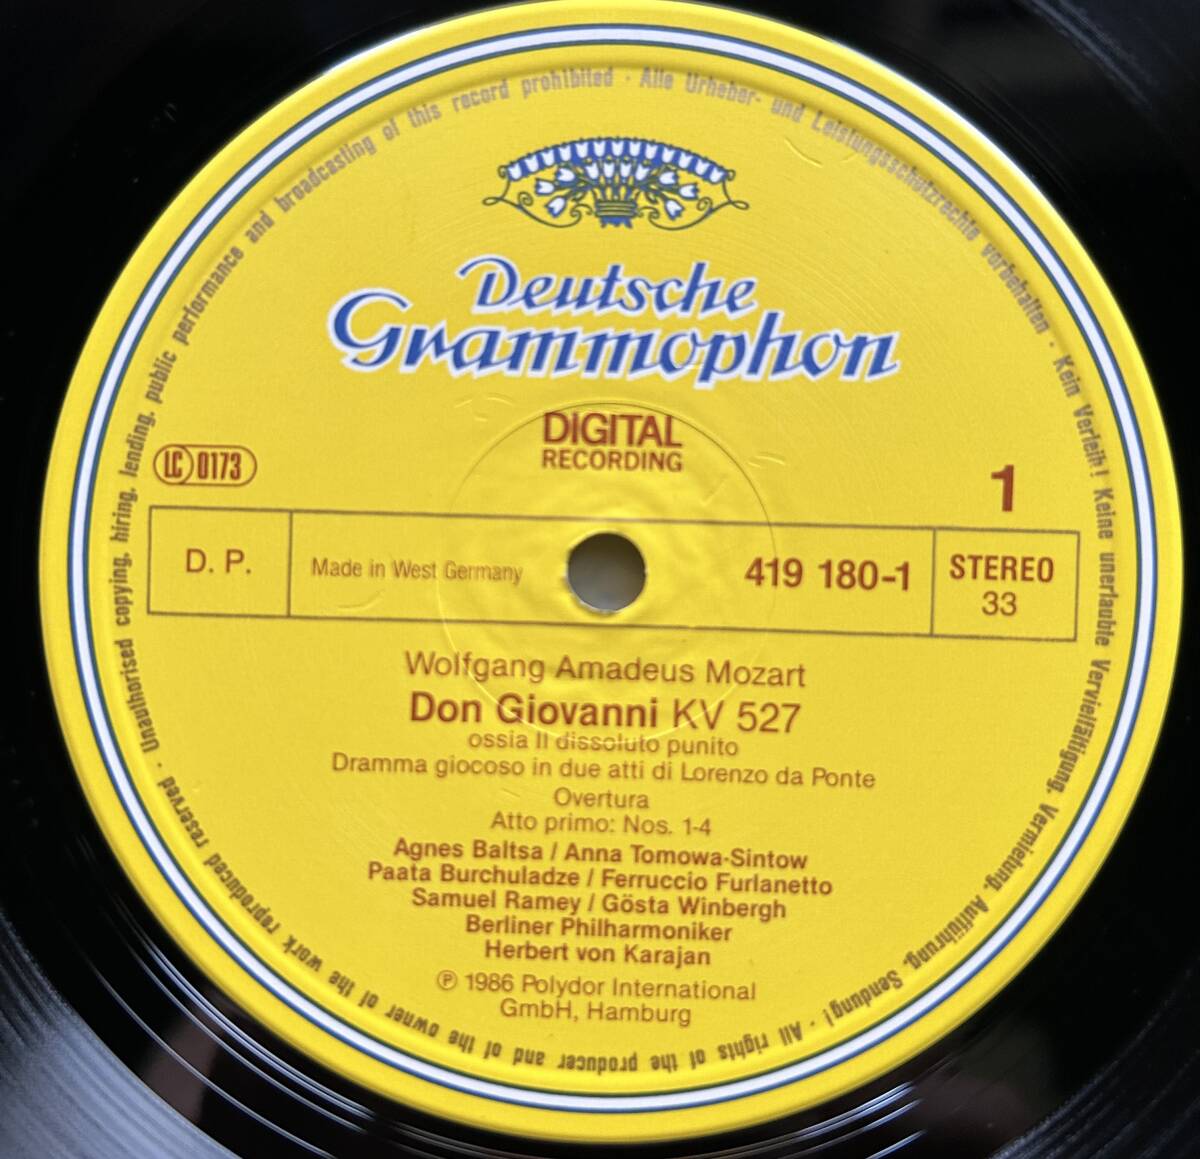 Deutsche
Grammophon
DIGITAL
RECORDING
LC 0173
1
D. P.
Made in West Germany
419 180-1
STEREO
33
Wolfgang Amadeus Mozart
Don Giovanni KV 527
ossia Il dissoluto punito
Dramma giocoso in due atti di Lorenzo da Ponte
Overtura
Atto primo: Nos. 1-4
Agnes Baltsa / Anna Tomowa-Sintow
Paata Burchuladze / Ferruccio Furlanetto
Samuel Ramey / Gösta Winbergh
Berliner Philharmoniker
Herbert von Karajan
℗ 1986 Polydor International
GmbH, Hamburg
Alle Urheber- und Leistungsschutzrechte vorbehalten · Kein Verleih! Keine unerlaubte Vervielfältigung, Vermietung, Aufführung, Sendung! · All rights of the producer and of the owner of the work reproduced reserved · Unauthorised copying, hiring, lending, public performance and broadcasting of this record prohibited ·